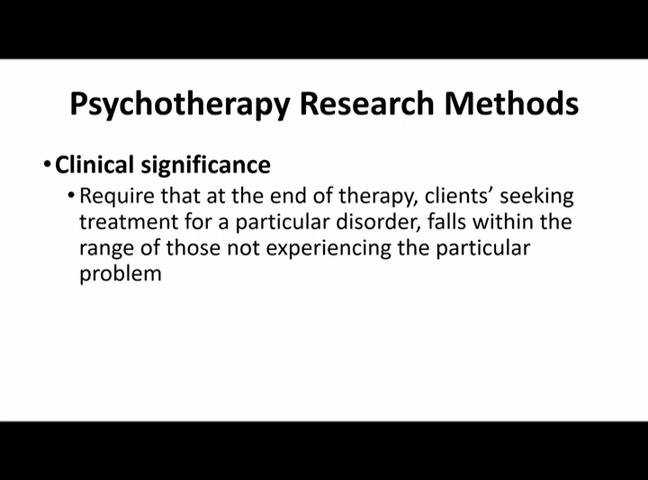 Psychotherapy Research Methods
•Clinical significance
•Require that at the end of therapy, clients’ seeking
treatment for a particular disorder, falls within the
range of those not experiencing the particular
problem